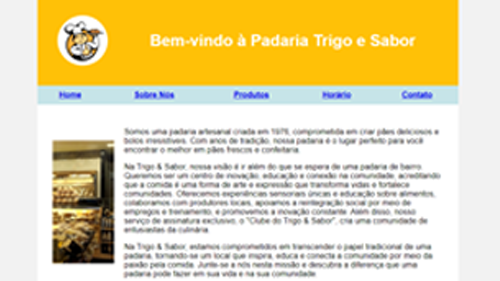 Bem-vindo à Padaria Trigo e Sabor
Home Sobre Nós Produtos Horário Contato
Somos uma padaria artesanal criada em 1976, comprometida em criar pães deliciosos e
bolos irresistíveis. Com anos de tradição, nossa padaria é o lugar perfeito para você
encontrar o melhor em pães frescos e confeitaria.
Na Trigo & Sabor, nossa visão é ir além do que se espera de uma padaria de bairro.
Queremos ser um centro de inovação, educação e conexão na comunidade, acreditando
que a comida é uma forma de arte e expressão que transforma vidas e fortalece
comunidades. Oferecemos experiências sensoriais únicas e educação sobre alimentos,
colaboramos com produtores locais, apoiamos a reintegração social por meio de
empregos e treinamento, e promovemos a inovação constante. Além disso, nosso
serviço de assinatura exclusivo, o "Clube do Trigo & Sabor", cria uma comunidade de
entusiastas da culinária.
Na Trigo & Sabor, estamos comprometidos em transcender o papel tradicional de uma
padaria, tornando-se um local que inspira, educa e conecta a comunidade por meio da
paixão pela comida. Junte-se a nós nesta missão e descubra a diferença que uma
padaria pode fazer em sua vida e na sua comunidade.